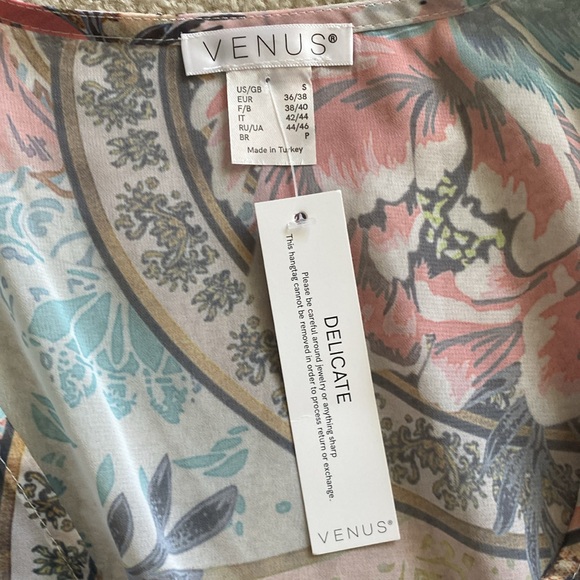 VENUS®
US/GB S
EUR 36/38
F/B 38/40
IT 42/44
RU/UA 44/46
BR P
Made in Turkey
DELICATE
Please be careful around jewelry or anything sharp
This hangtag cannot be removed in order to process return or exchange.
VENUS®